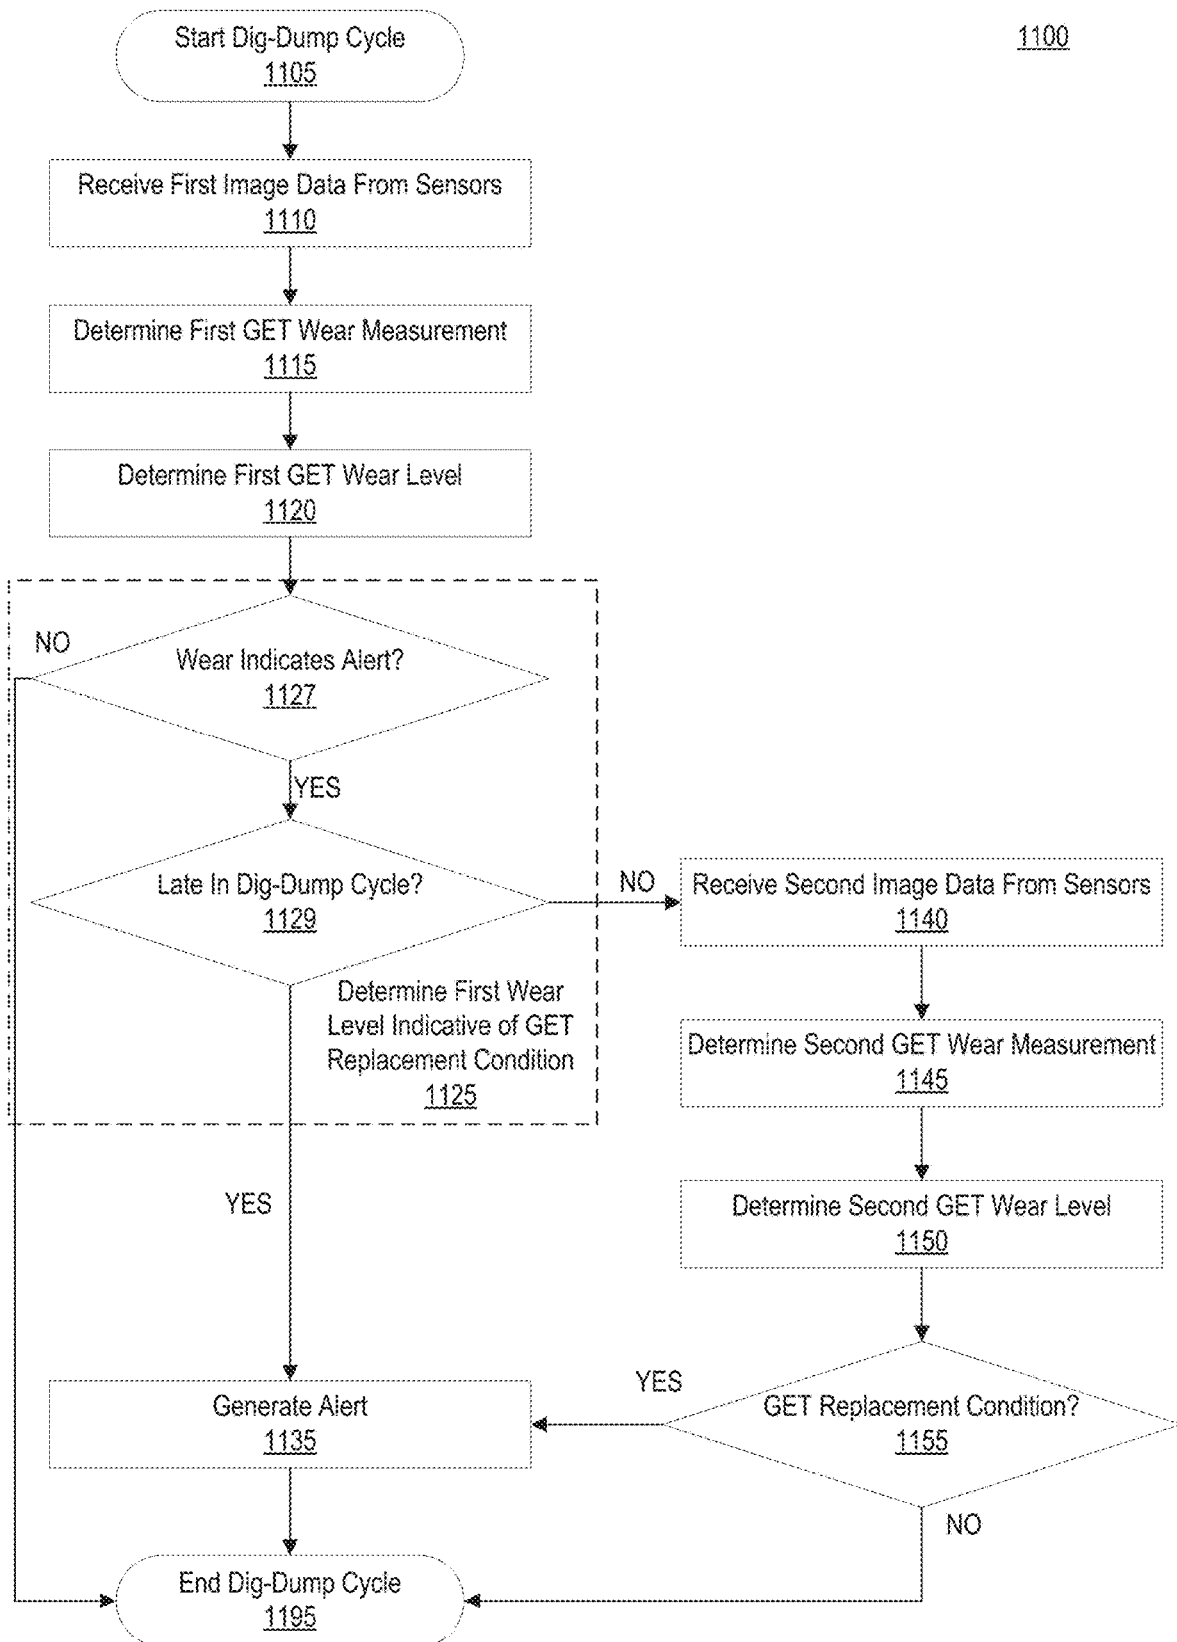 Start Dig-Dump Cycle
1105
1100
Receive First Image Data From Sensors
1110
Determine First GET Wear Measurement
1115
Determine First GET Wear Level
1120
NO
Wear Indicates Alert?
1127
YES
Late In Dig-Dump Cycle?
1129
NO
Receive Second Image Data From Sensors
1140
Determine First Wear
Level Indicative of GET
Replacement Condition
1125
Determine Second GET Wear Measurement
1145
YES
Determine Second GET Wear Level
1150
Generate Alert
1135
YES
GET Replacement Condition?
1155
NO
End Dig-Dump Cycle
1195